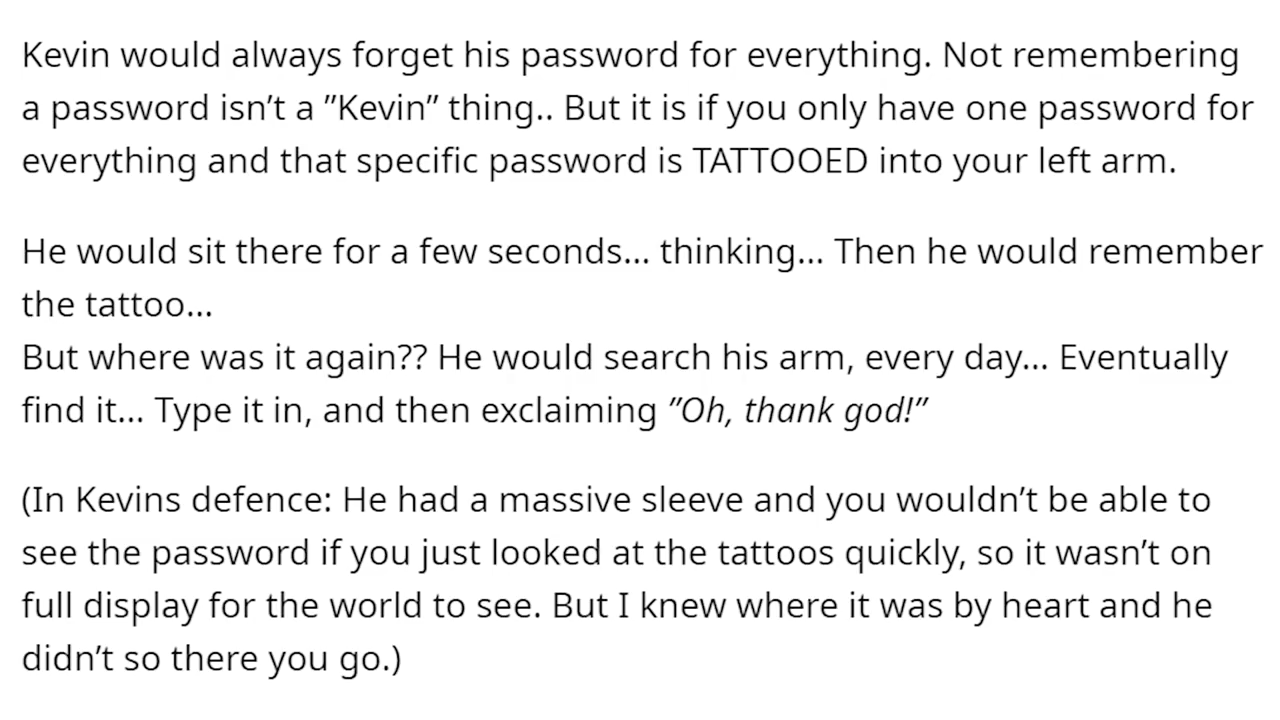 Kevin would always forget his password for everything. Not remembering
a password isn’t a ”Kevin” thing.. But it is if you only have one password for
everything and that specific password is TATTOOED into your left arm.
He would sit there for a few seconds... thinking... Then he would remember
the tattoo...
But where was it again?? He would search his arm, every day... Eventually
find it... Type it in, and then exclaiming ”Oh, thank god!”
(In Kevins defence: He had a massive sleeve and you wouldn’t be able to
see the password if you just looked at the tattoos quickly, so it wasn’t on
full display for the world to see. But I knew where it was by heart and he
didn’t so there you go.)